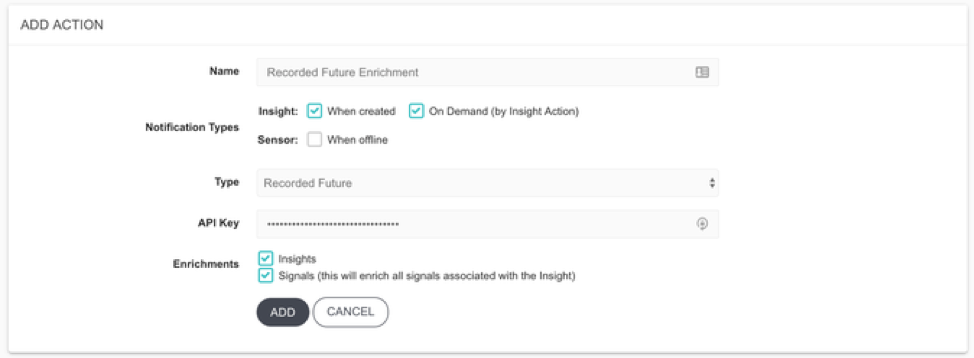 ADD ACTION
Name Recorded Future Enrichment
Insight: When created On Demand (by Insight Action)
Notification Types
Sensor: When offline
Type Recorded Future
API Key ••••••••••••••••••••••••••••••••
Enrichments Insights
Signals (this will enrich all signals associated with the Insight)
ADD CANCEL